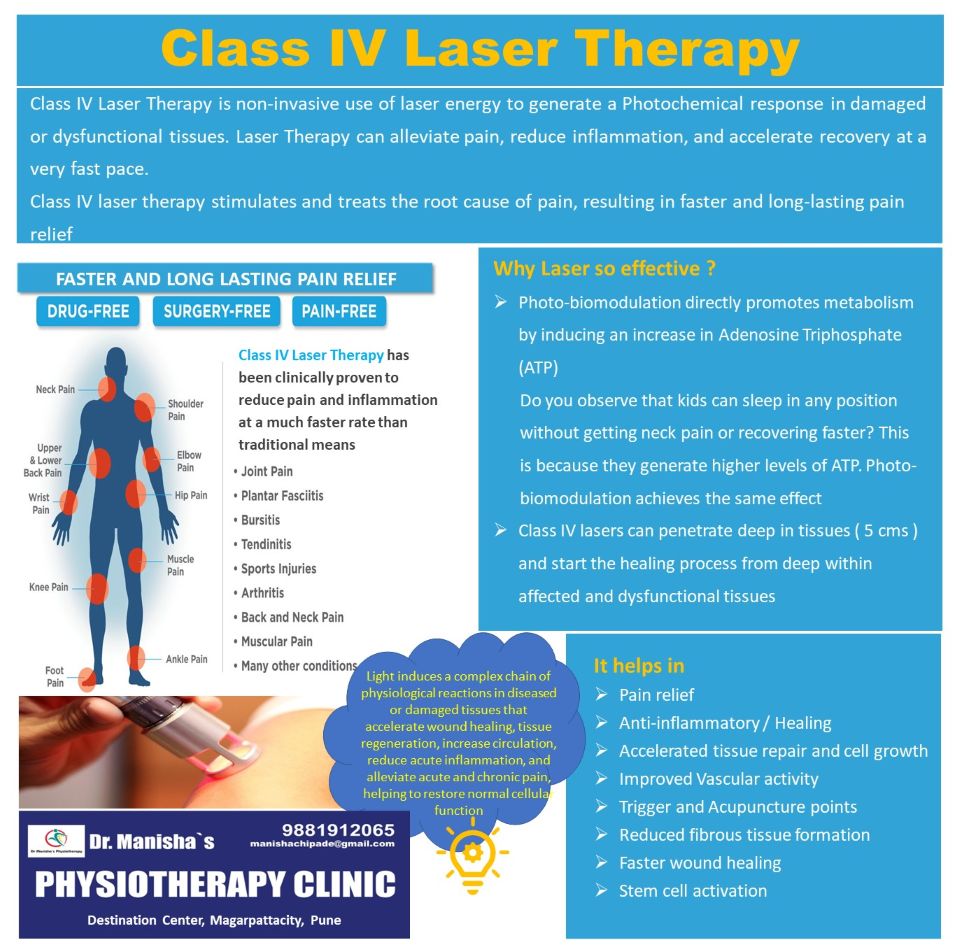 Class IV Laser Therapy
Class IV Laser Therapy is non-invasive use of laser energy to generate a Photochemical response in damaged
or dysfunctional tissues. Laser Therapy can alleviate pain, reduce inflammation, and accelerate recovery at a
very fast pace.
Class IV laser therapy stimulates and treats the root cause of pain, resulting in faster and long-lasting pain
relief
FASTER AND LONG LASTING PAIN RELIEF
DRUG-FREE SURGERY-FREE PAIN-FREE
Neck Pain
Shoulder
Pain
Upper
& Lower
Back Pain
Elbow
Pain
Wrist
Pain
Hip Pain
Muscle
Pain
Knee Pain
Ankle Pain
Foot
Pain
Class IV Laser Therapy has
been clinically proven to
reduce pain and inflammation
at a much faster rate than
traditional means
• Joint Pain
• Plantar Fasciitis
• Bursitis
• Tendinitis
• Sports Injuries
• Arthritis
• Back and Neck Pain
• Muscular Pain
• Many other conditions
Why Laser so effective ?
➢ Photo-biomodulation directly promotes metabolism
by inducing an increase in Adenosine Triphosphate
(ATP)
Do you observe that kids can sleep in any position
without getting neck pain or recovering faster? This
is because they generate higher levels of ATP. Photo-
biomodulation achieves the same effect
➢ Class IV lasers can penetrate deep in tissues ( 5 cms )
and start the healing process from deep within
affected and dysfunctional tissues
Light induces a complex chain of
physiological reactions in diseased
or damaged tissues that
accelerate wound healing, tissue
regeneration, increase circulation,
reduce acute inflammation, and
alleviate acute and chronic pain,
helping to restore normal cellular
function
It helps in
➢ Pain relief
➢ Anti-inflammatory / Healing
➢ Accelerated tissue repair and cell growth
➢ Improved Vascular activity
➢ Trigger and Acupuncture points
➢ Reduced fibrous tissue formation
➢ Faster wound healing
➢ Stem cell activation
Dr Manisha's Physiotherapy
Dr. Manisha`s
9881912065
manishachipade@gmail.com
PHYSIOTHERAPY CLINIC
Destination Center, Magarpattacity, Pune